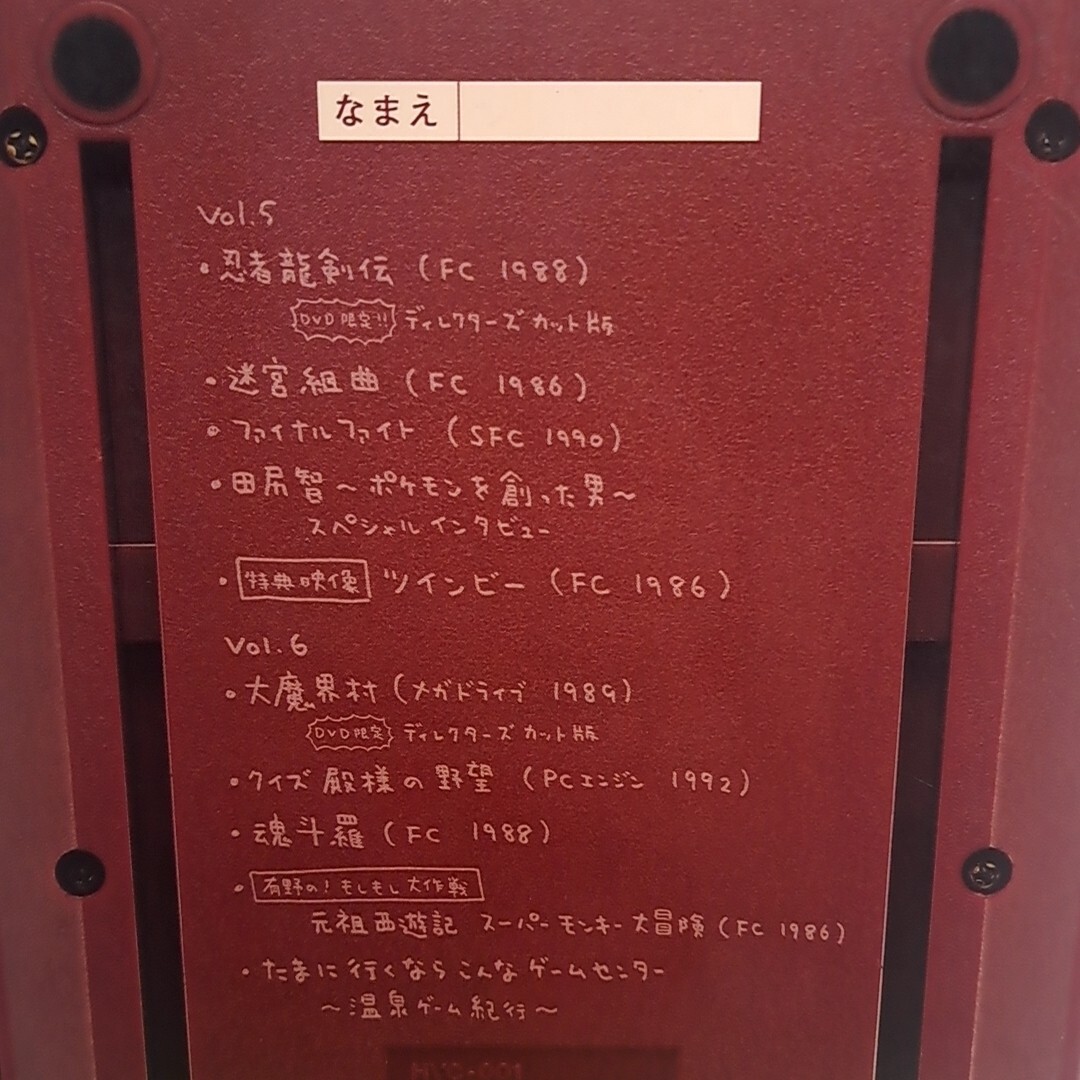 なまえ
Vol.5
・忍者龍剣伝 (FC 1988)
DVD限定!! ディレクターズカット版
・迷宮組曲 (FC 1986)
・ファイナルファイト (SFC 1990)
・田尻智〜ポケモンを創った男〜
スペシャルインタビュー
・特典映像 ツインビー (FC 1986)
Vol.6
・大魔界村 (メガドライブ 1989)
DVD限定 ディレクターズカット版
・クイズ殿様の野望 (PCエンジン 1992)
・魂斗羅 (FC 1988)
・有野の!もしもし大作戦
元祖西遊記 スーパーモンキー大冒険 (FC 1986)
・たまに行くならこんなゲームセンター
〜温泉ゲーム紀行〜
HVC-001